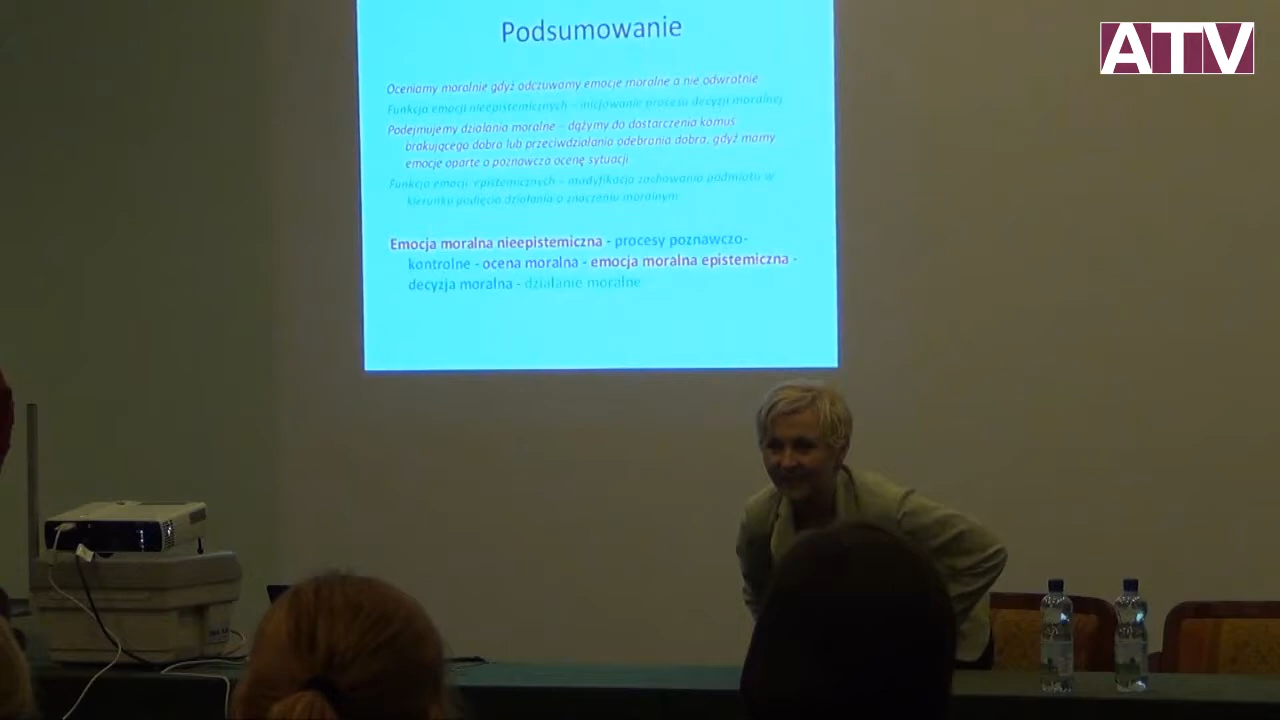 ATV
Podsumowanie
Oceniamy moralnie gdyż odczuwamy emocje moralne a nie odwrotnie
Funkcja emocji nieepistemicznych – inicjowanie procesu decyzji moralnej
Podejmujemy działania moralne – dążymy do dostarczenia komuś
brakującego dobra lub przeciwdziałania odebrania dobra, gdyż mamy
emocje oparte o poznawczą ocenę sytuacji
Funkcja emocji epistemicznych – modyfikacja zachowania podmiotu w
kierunku podjęcia działania o znaczeniu moralnym
Emocja moralna nieepistemiczna - procesy poznawczo-
kontrolne - ocena moralna - emocja moralna epistemiczna -
decyzja moralna - działanie moralne